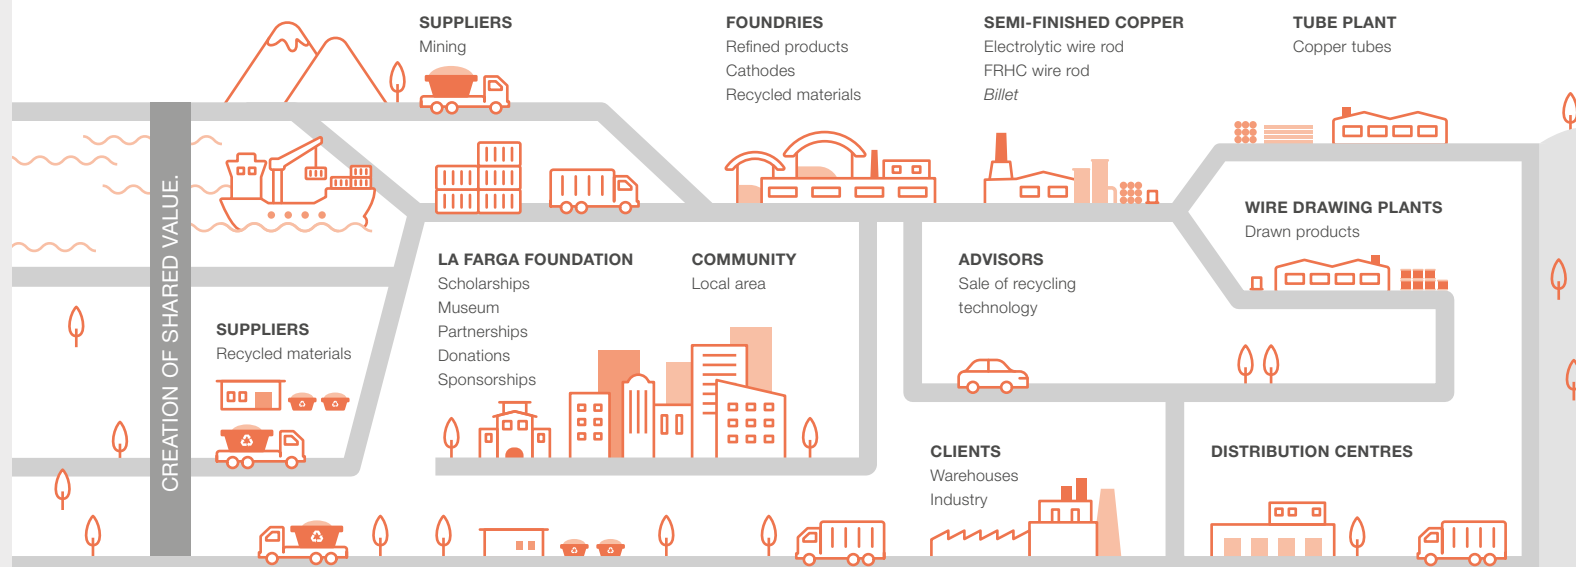 SUPPLIERS
Mining
FOUNDRIES
Refined products
Cathodes
Recycled materials
SEMI-FINISHED COPPER
Electrolytic wire rod
FRHC wire rod
Billet
TUBE PLANT
Copper tubes
CREATION OF SHARED VALUE.
WIRE DRAWING PLANTS
Drawn products
LA FARGA FOUNDATION
Scholarships
Museum
Partnerships
Donations
Sponsorships
COMMUNITY
Local area
ADVISORS
Sale of recycling
technology
SUPPLIERS
Recycled materials
CLIENTS
Warehouses
Industry
DISTRIBUTION CENTRES